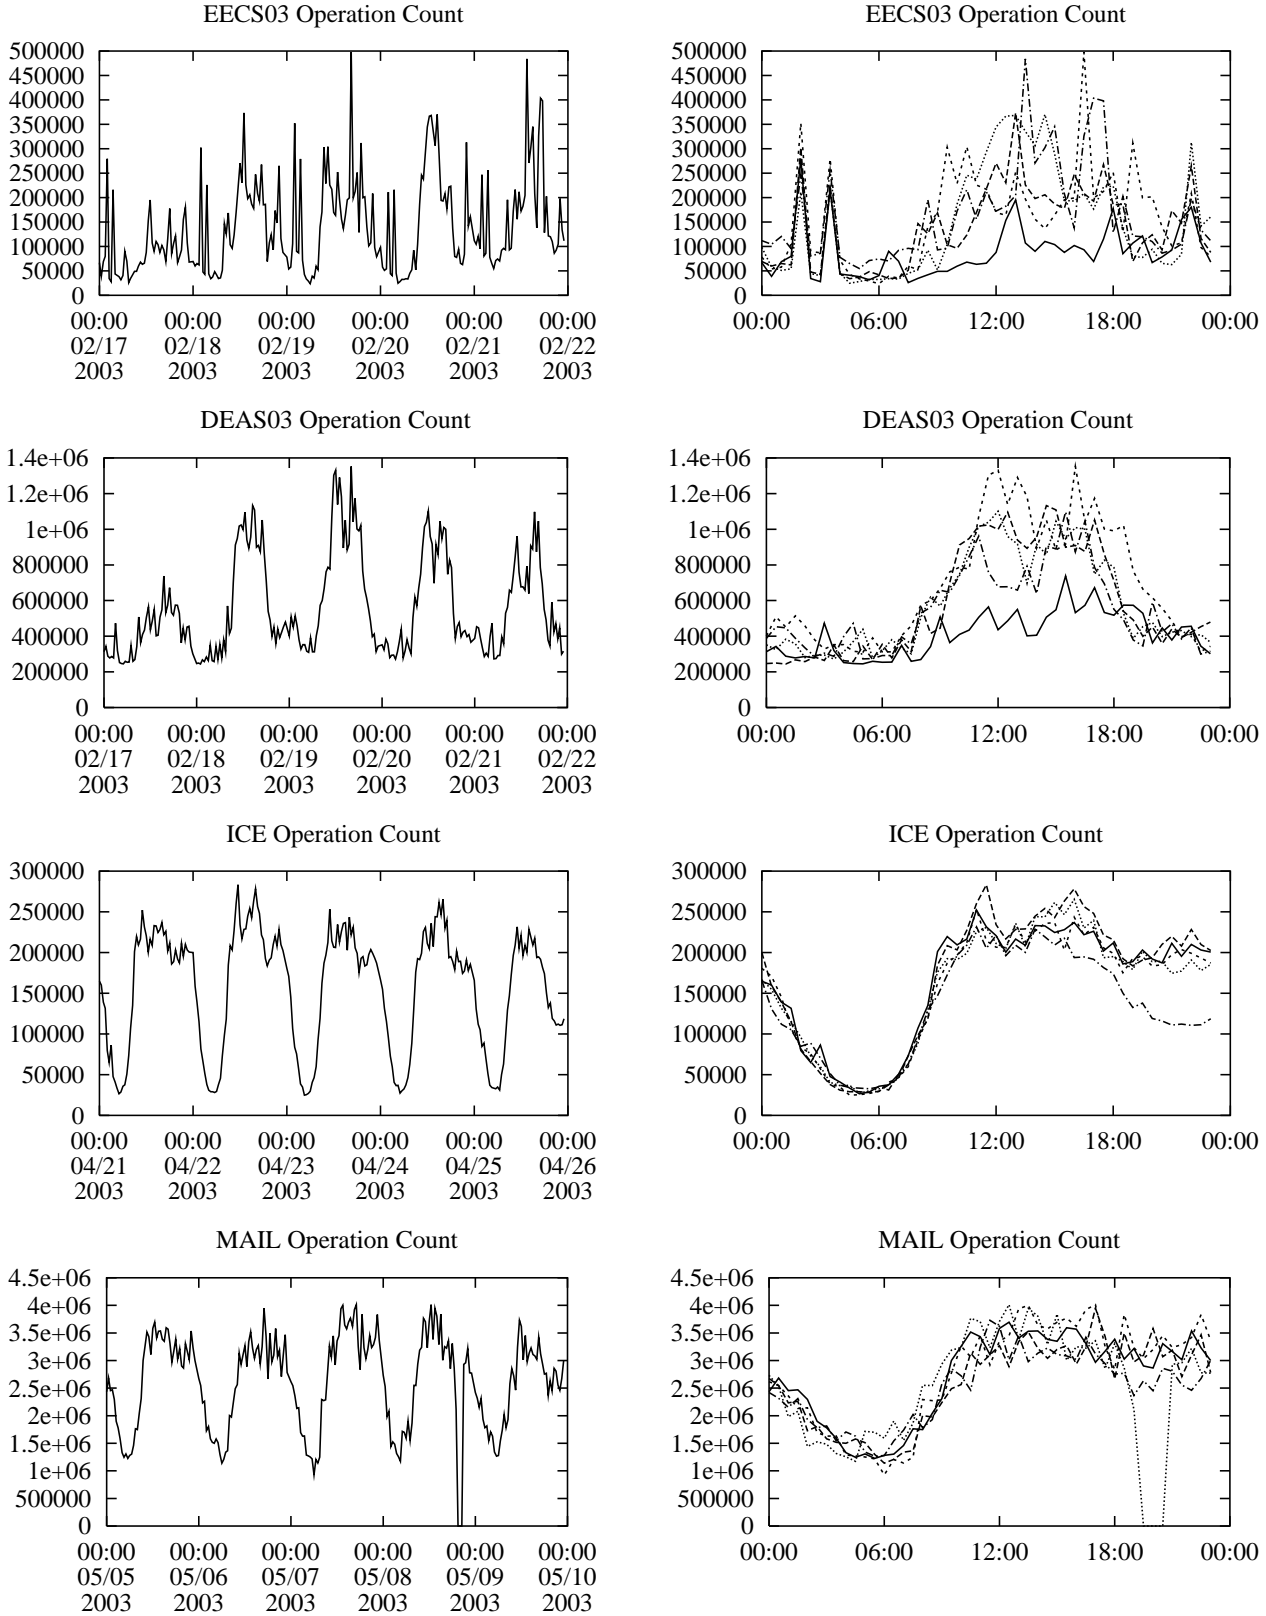 EECS03 Operation Count
500000
450000
400000
350000
300000
250000
200000
150000
100000
50000
0
00:00 00:00 00:00 00:00 00:00 00:00
02/17 02/18 02/19 02/20 02/21 02/22
2003 2003 2003 2003 2003 2003
EECS03 Operation Count
500000
450000
400000
350000
300000
250000
200000
150000
100000
50000
0
00:00 06:00 12:00 18:00 00:00
DEAS03 Operation Count
1.4e+06
1.2e+06
1e+06
800000
600000
400000
200000
0
00:00 00:00 00:00 00:00 00:00 00:00
02/17 02/18 02/19 02/20 02/21 02/22
2003 2003 2003 2003 2003 2003
DEAS03 Operation Count
1.4e+06
1.2e+06
1e+06
800000
600000
400000
200000
0
00:00 06:00 12:00 18:00 00:00
ICE Operation Count
300000
250000
200000
150000
100000
50000
0
00:00 00:00 00:00 00:00 00:00 00:00
04/21 04/22 04/23 04/24 04/25 04/26
2003 2003 2003 2003 2003 2003
ICE Operation Count
300000
250000
200000
150000
100000
50000
0
00:00 06:00 12:00 18:00 00:00
MAIL Operation Count
4.5e+06
4e+06
3.5e+06
3e+06
2.5e+06
2e+06
1.5e+06
1e+06
500000
0
00:00 00:00 00:00 00:00 00:00 00:00
05/05 05/06 05/07 05/08 05/09 05/10
2003 2003 2003 2003 2003 2003
MAIL Operation Count
4.5e+06
4e+06
3.5e+06
3e+06
2.5e+06
2e+06
1.5e+06
1e+06
500000
0
00:00 06:00 12:00 18:00 00:00